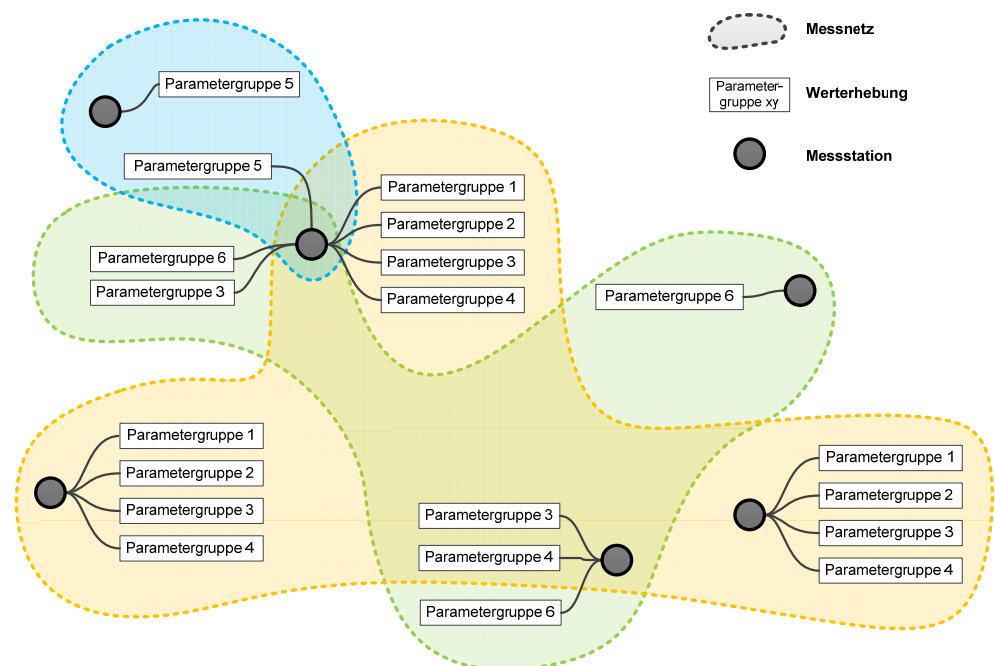 Messnetz
Parameter-
gruppe xy
Werterhebung
Messstation
Parametergruppe 5
Parametergruppe 5
Parametergruppe 1
Parametergruppe 2
Parametergruppe 3
Parametergruppe 4
Parametergruppe 6
Parametergruppe 3
Parametergruppe 6
Parametergruppe 1
Parametergruppe 2
Parametergruppe 3
Parametergruppe 4
Parametergruppe 3
Parametergruppe 4
Parametergruppe 6
Parametergruppe 1
Parametergruppe 2
Parametergruppe 3
Parametergruppe 4